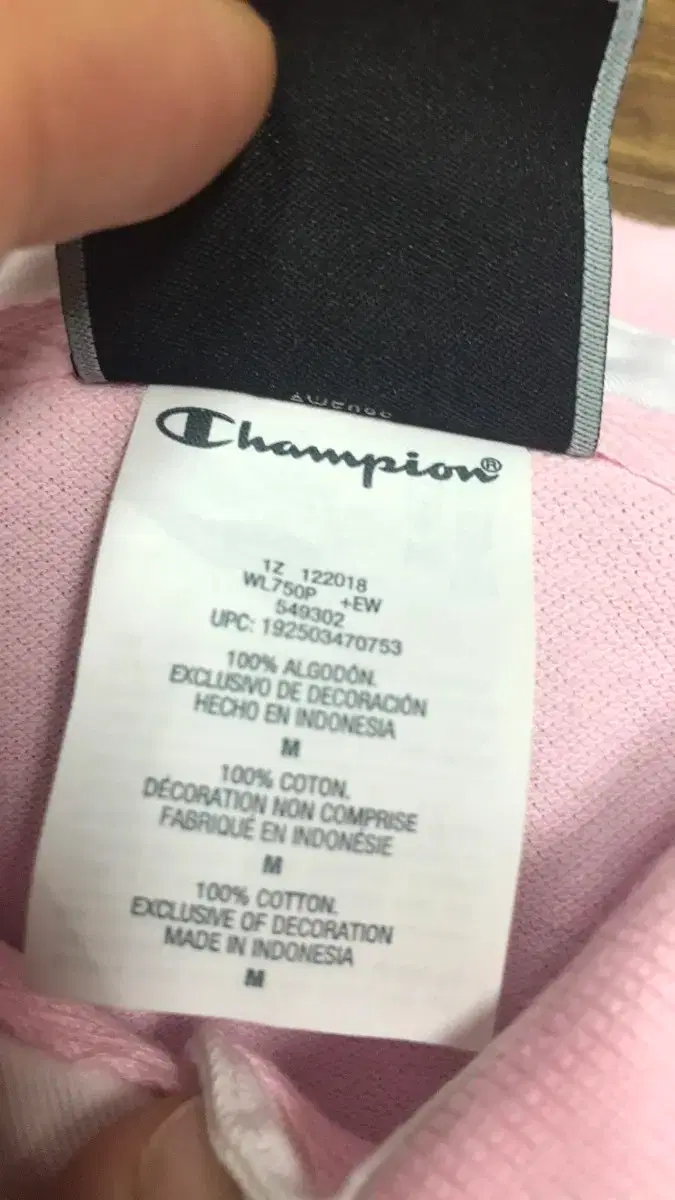 Champion®
1Z 122018
WL750P +EW
549302
UPC: 192503470753
100% ALGODÓN.
EXCLUSIVO DE DECORACIÓN
HECHO EN INDONESIA
M
100% COTON.
DÉCORATION NON COMPRISE
FABRIQUÉ EN INDONÉSIE
M
100% COTTON.
EXCLUSIVE OF DECORATION
MADE IN INDONESIA
M